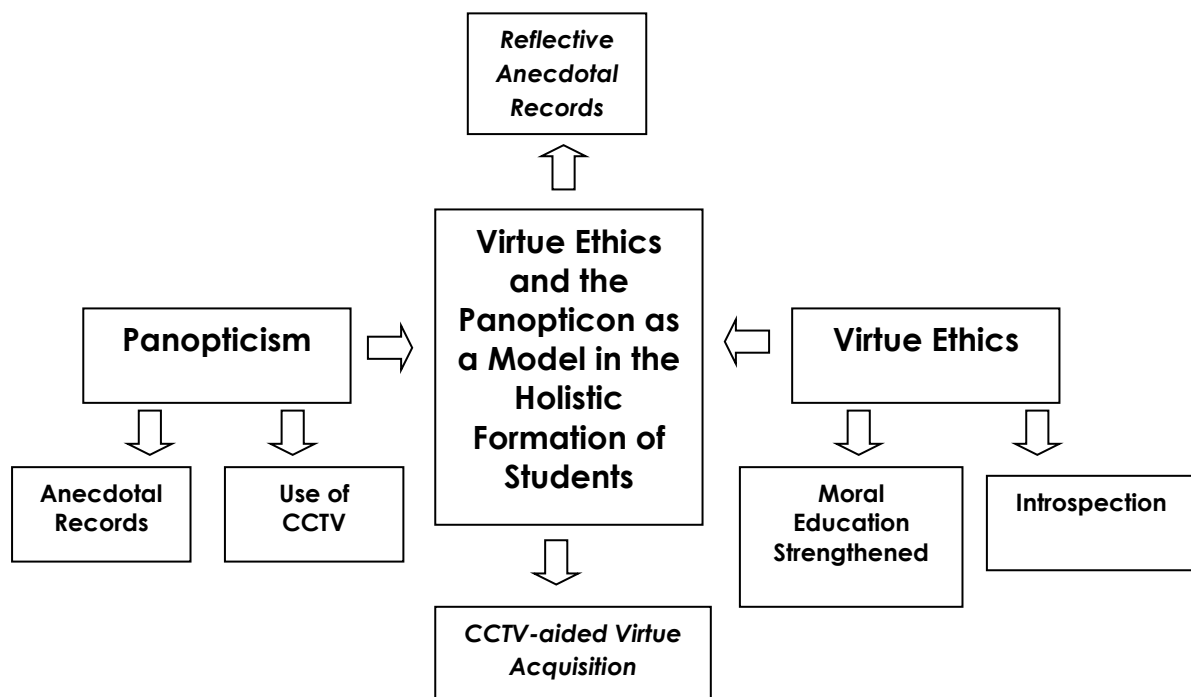 Reflective
Anecdotal
Records
Virtue Ethics
and the
Panopticon as
a Model in the
Holistic
Formation of
Students
Panopticism
Virtue Ethics
Anecdotal
Records
Use of
CCTV
Moral
Education
Strengthened
Introspection
CCTV-aided Virtue
Acquisition